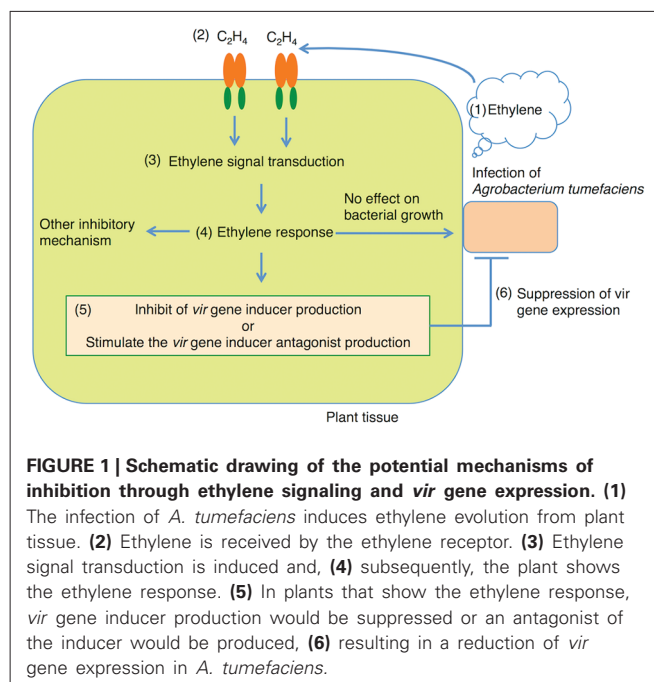 (2) C₂H₄ C₂H₄
(1) Ethylene
(3) Ethylene signal transduction
Infection of
Agrobacterium tumefaciens
No effect on
bacterial growth
Other inhibitory
mechanism
(4) Ethylene response
(5) Inhibit of vir gene inducer production
or
Stimulate the vir gene inducer antagonist production
(6) Suppression of vir
gene expression
Plant tissue
FIGURE 1 | Schematic drawing of the potential mechanisms of
inhibition through ethylene signaling and vir gene expression. (1)
The infection of A. tumefaciens induces ethylene evolution from plant
tissue. (2) Ethylene is received by the ethylene receptor. (3) Ethylene
signal transduction is induced and, (4) subsequently, the plant shows
the ethylene response. (5) In plants that show the ethylene response,
vir gene inducer production would be suppressed or an antagonist of
the inducer would be produced, (6) resulting in a reduction of vir
gene expression in A. tumefaciens.